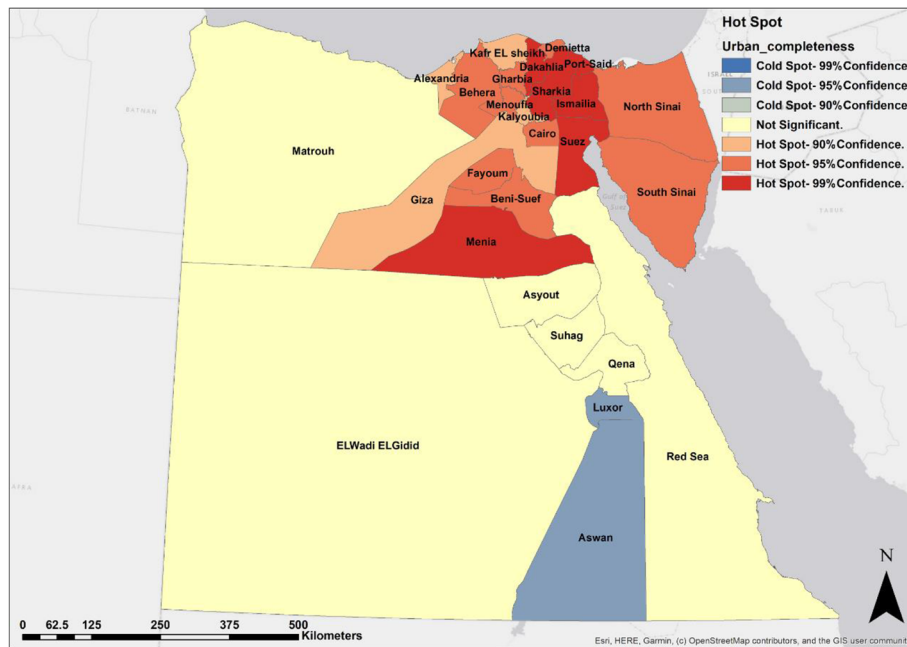 Hot Spot
Urban_completeness
Cold Spot- 99%Confidence
Cold Spot- 95%Confidence
Cold Spot- 90%Confidence
Not Significant.
Hot Spot- 90%Confidence.
Hot Spot- 95%Confidence.
Hot Spot- 99%Confidence.
Kafr EL sheikh
Demietta
Alexandria
Dakahlia
Port-Said
Gharbia
Behera
Sharkia
Menouffia
Ismailia
Kalyoubia
North Sinai
Cairo
Suez
Matrouh
Fayoum
South Sinai
Giza
Beni-Suef
Menia
Asyout
Suhag
Qena
Luxor
ELWadi ELGidid
Red Sea
Aswan
N
0 62.5 125 250 375 500
Kilometers
Esri, HERE, Garmin, (c) OpenStreetMap contributors, and the GIS user communit